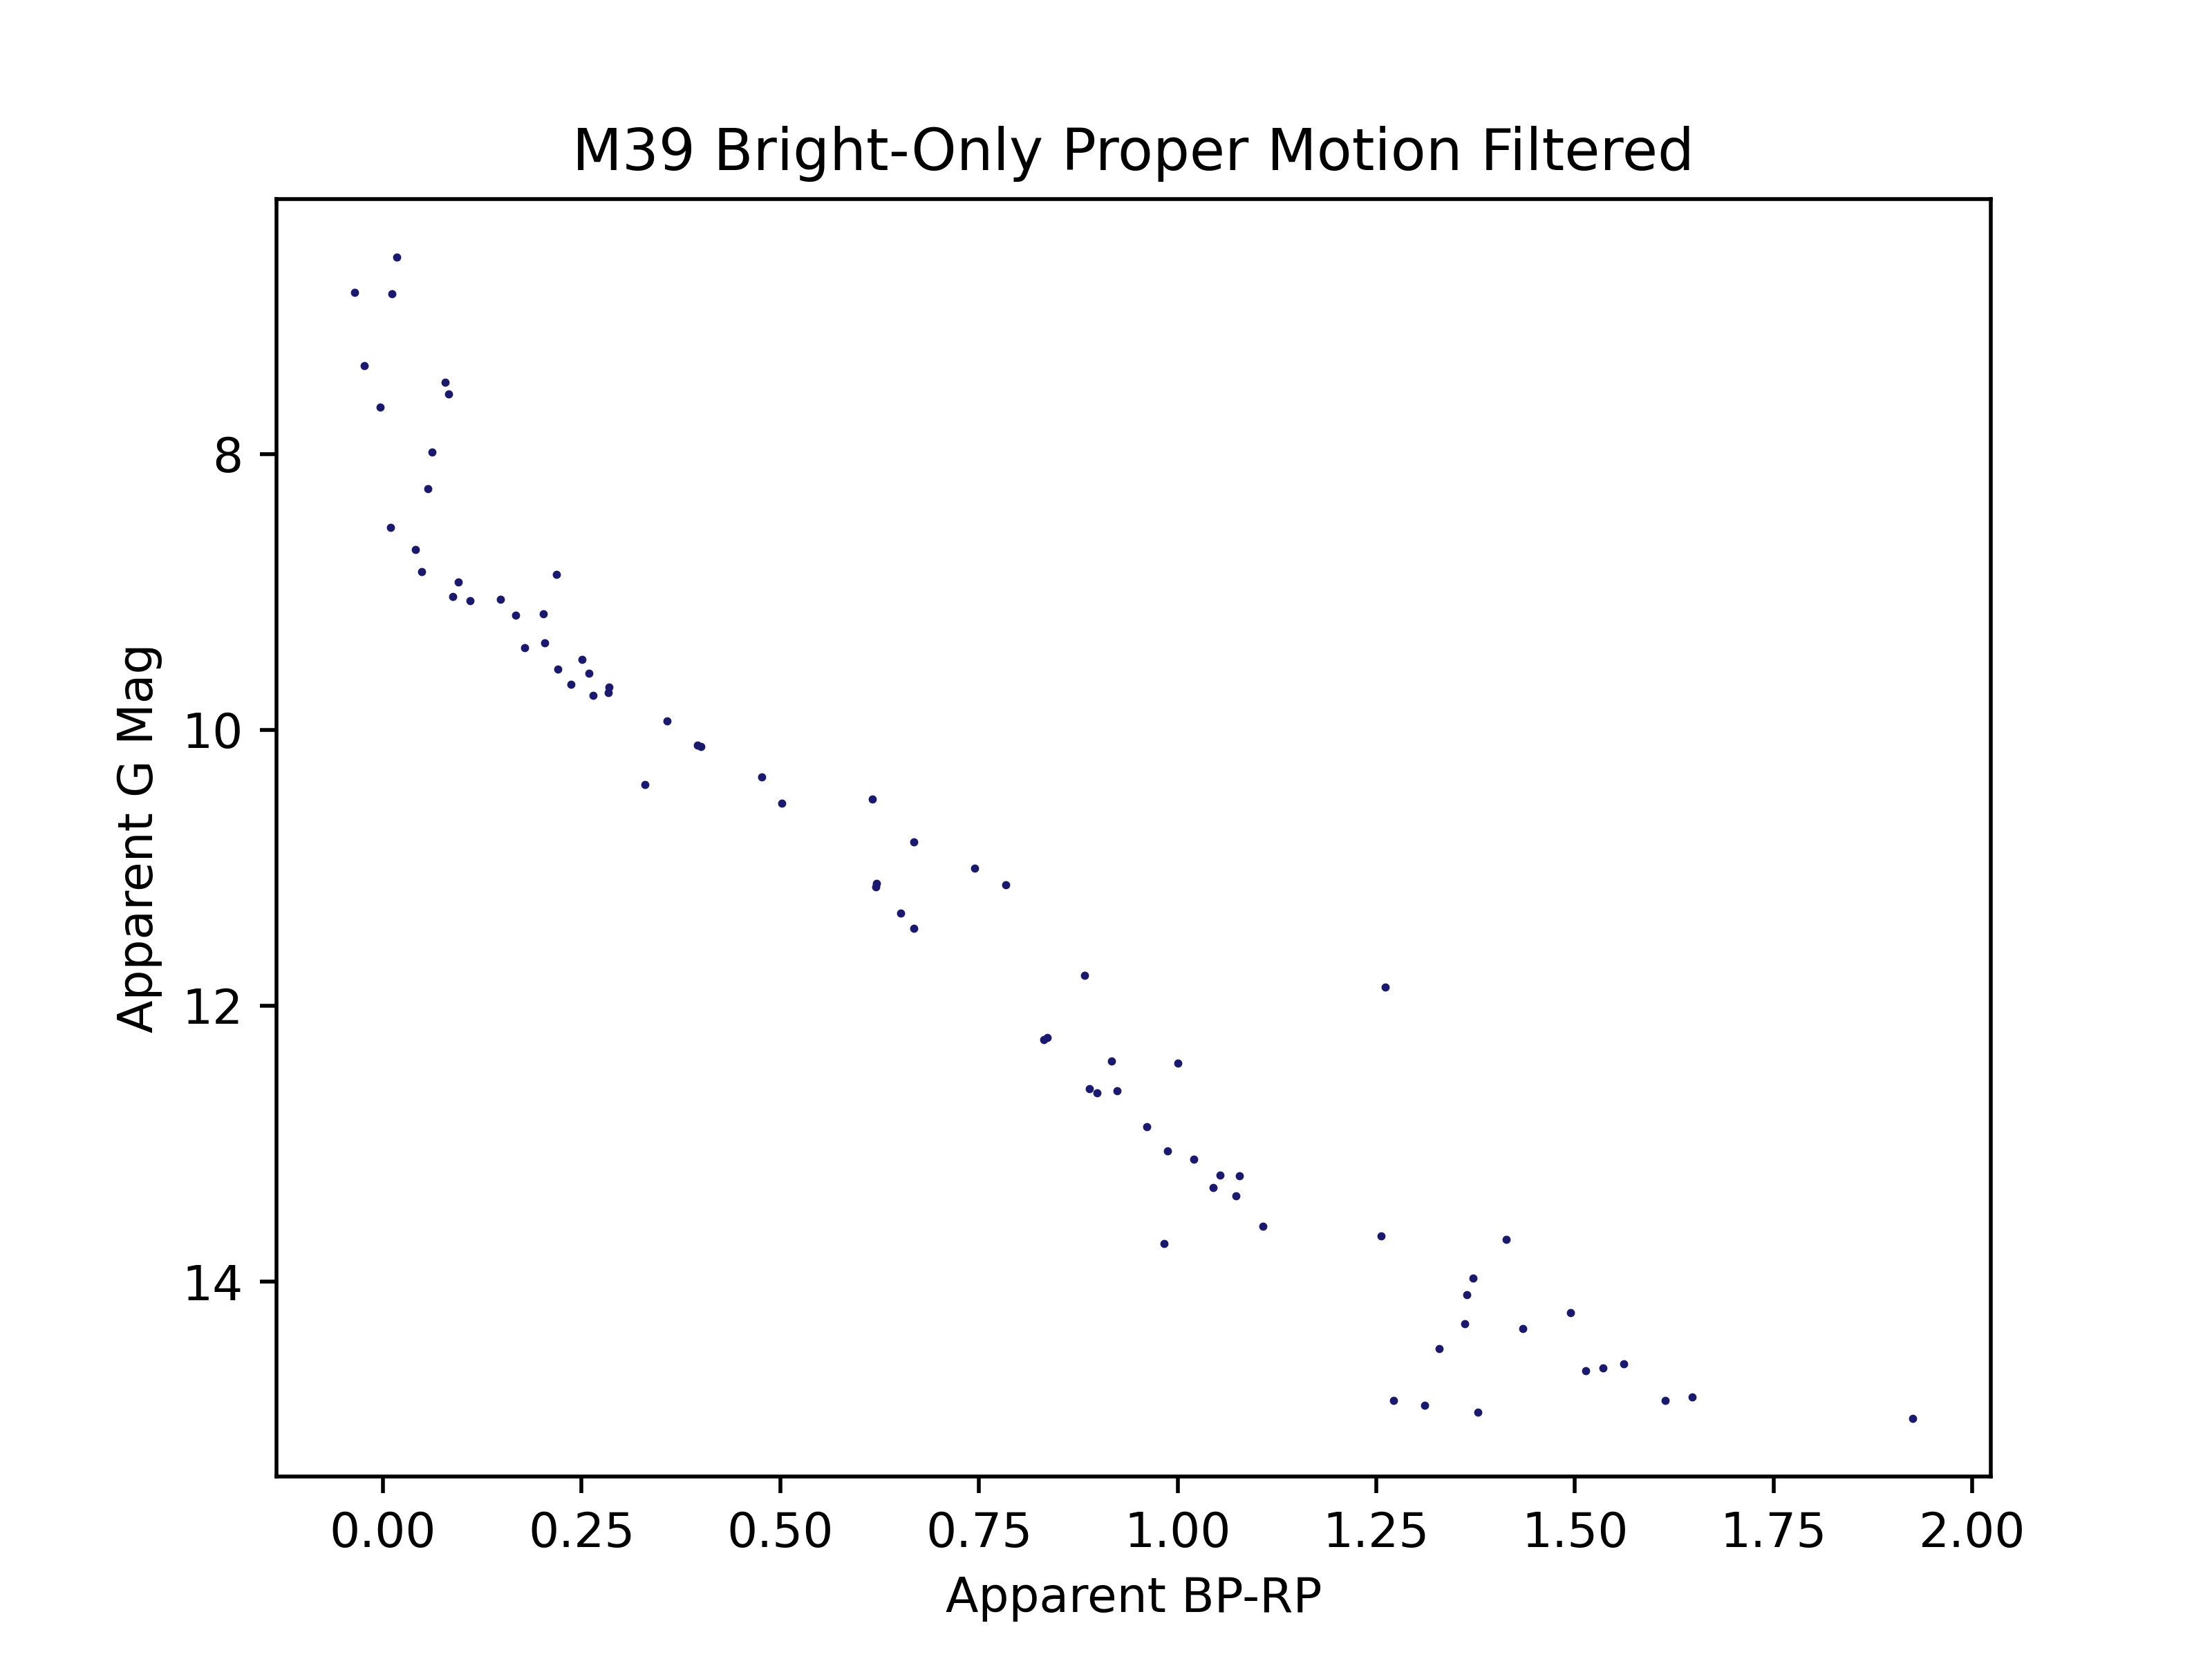 M39 Bright-Only Proper Motion Filtered
Apparent G Mag
8
10
12
14
0.00 0.25 0.50 0.75 1.00 1.25 1.50 1.75 2.00
Apparent BP-RP